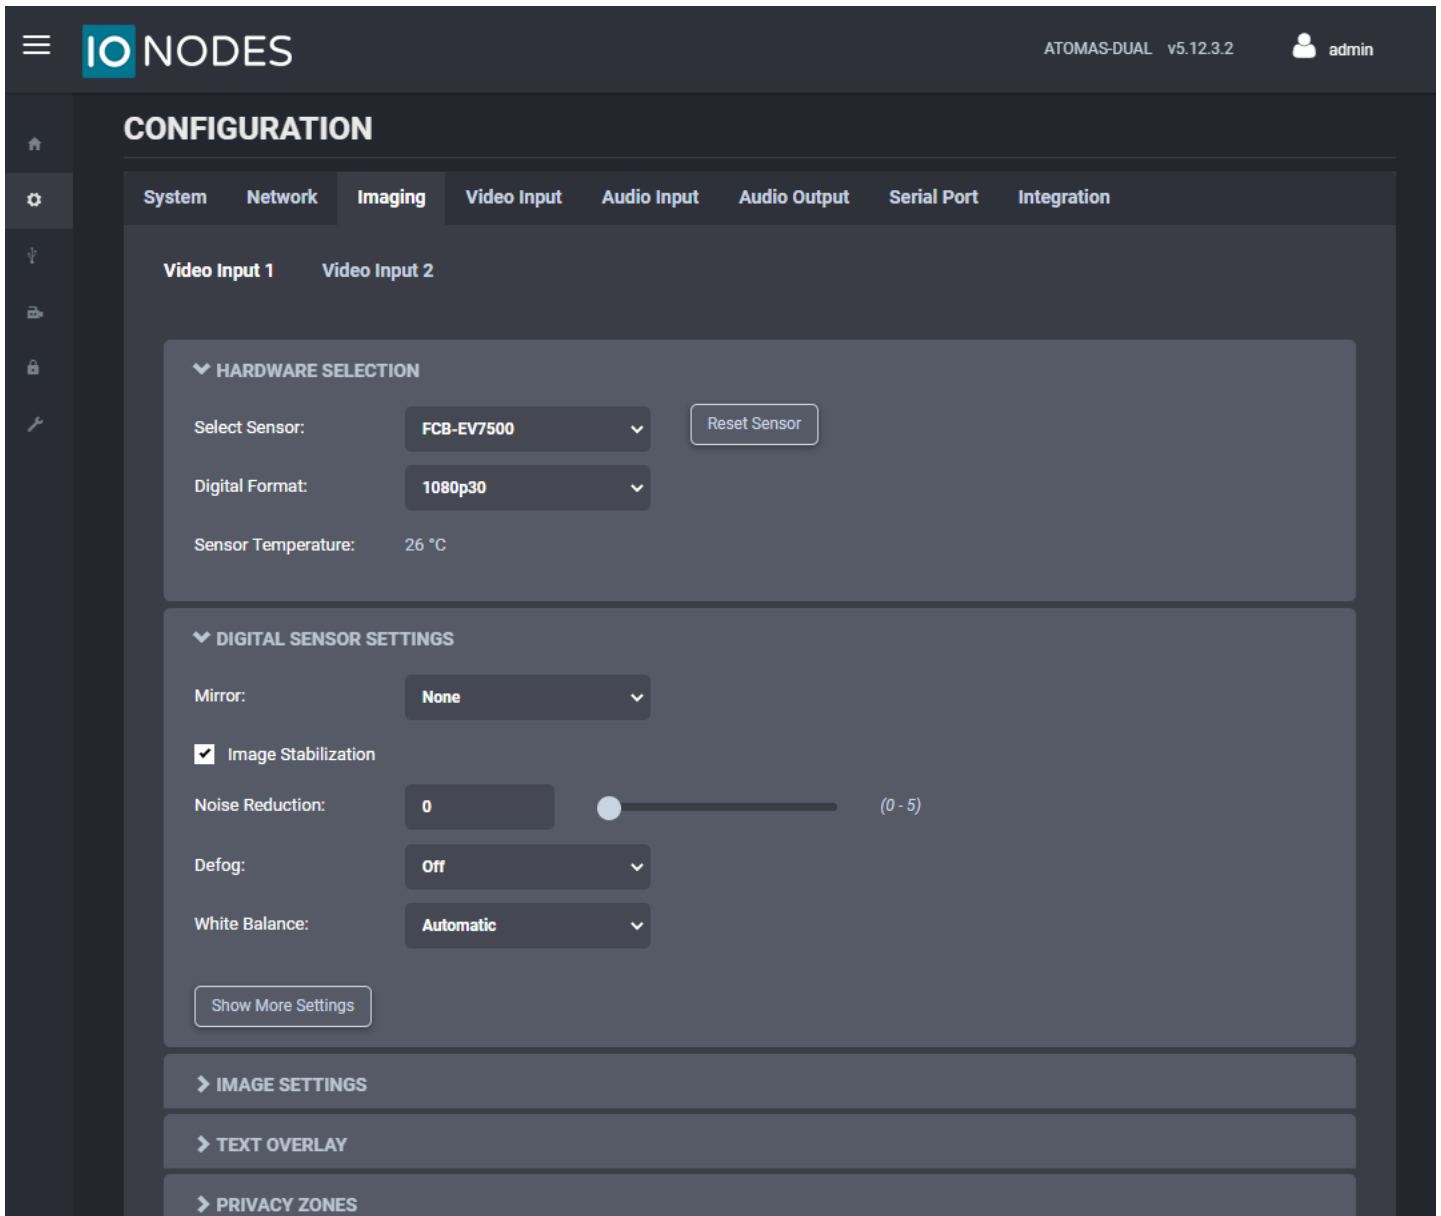 IO NODES
ATOMAS-DUAL v5.12.3.2 admin
CONFIGURATION
System Network Imaging Video Input Audio Input Audio Output Serial Port Integration
Video Input 1 Video Input 2
HARDWARE SELECTION
Select Sensor: FCB-EV7500 Reset Sensor
Digital Format: 1080p30
Sensor Temperature: 26 °C
DIGITAL SENSOR SETTINGS
Mirror: None
Image Stabilization
Noise Reduction: 0 (0 - 5)
Defog: Off
White Balance: Automatic
Show More Settings
IMAGE SETTINGS
TEXT OVERLAY
PRIVACY ZONES